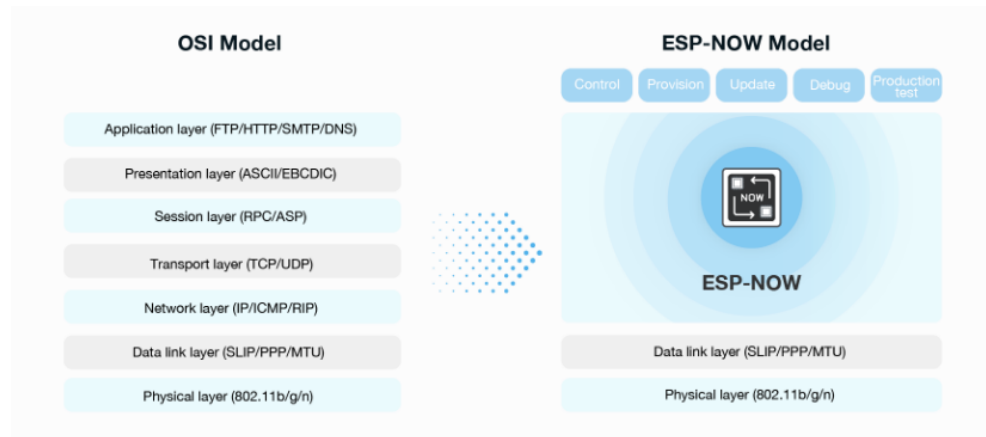 OSI Model
Application layer (FTP/HTTP/SMTP/DNS)
Presentation layer (ASCII/EBCDIC)
Session layer (RPC/ASP)
Transport layer (TCP/UDP)
Network layer (IP/ICMP/RIP)
Data link layer (SLIP/PPP/MTU)
Physical layer (802.11b/g/n)
ESP-NOW Model
Control
Provision
Update
Debug
Production
test
NOW
ESP-NOW
Data link layer (SLIP/PPP/MTU)
Physical layer (802.11b/g/n)